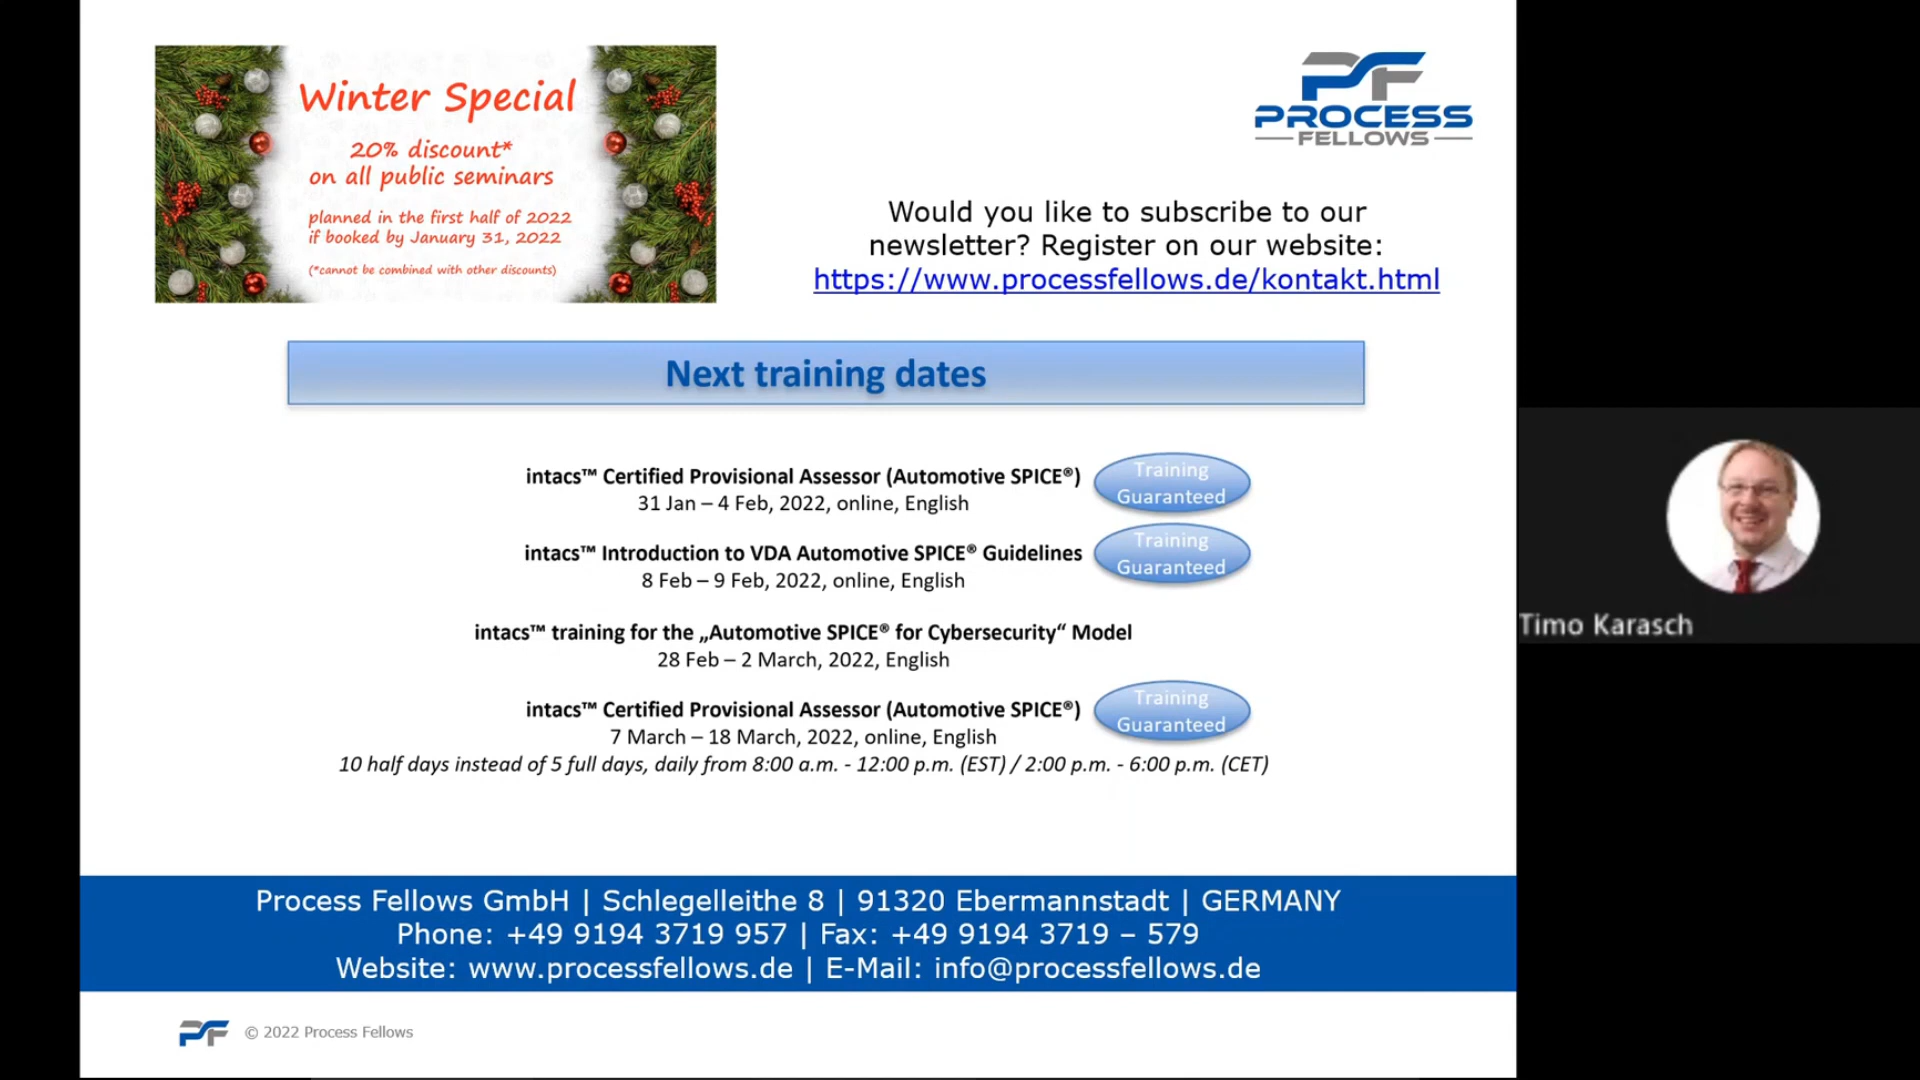 Winter Special
20% discount*
on all public seminars
planned in the first half of 2022
if booked by January 31, 2022
(*cannot be combined with other discounts)
PF
PROCESS
FELLOWS
Would you like to subscribe to our
newsletter? Register on our website:
https://www.processfellows.de/kontakt.html
Next training dates
intacs™ Certified Provisional Assessor (Automotive SPICE®)
31 Jan – 4 Feb, 2022, online, English
Training
Guaranteed
intacs™ Introduction to VDA Automotive SPICE® Guidelines
8 Feb – 9 Feb, 2022, online, English
Training
Guaranteed
intacs™ training for the „Automotive SPICE® for Cybersecurity“ Model
28 Feb – 2 March, 2022, English
intacs™ Certified Provisional Assessor (Automotive SPICE®)
7 March – 18 March, 2022, online, English
Training
Guaranteed
10 half days instead of 5 full days, daily from 8:00 a.m. - 12:00 p.m. (EST) / 2:00 p.m. - 6:00 p.m. (CET)
Timo Karasch
Process Fellows GmbH | Schlegelleithe 8 | 91320 Ebermannstadt | GERMANY
Phone: +49 9194 3719 957 | Fax: +49 9194 3719 – 579
Website: www.processfellows.de | E-Mail: info@processfellows.de
PF © 2022 Process Fellows